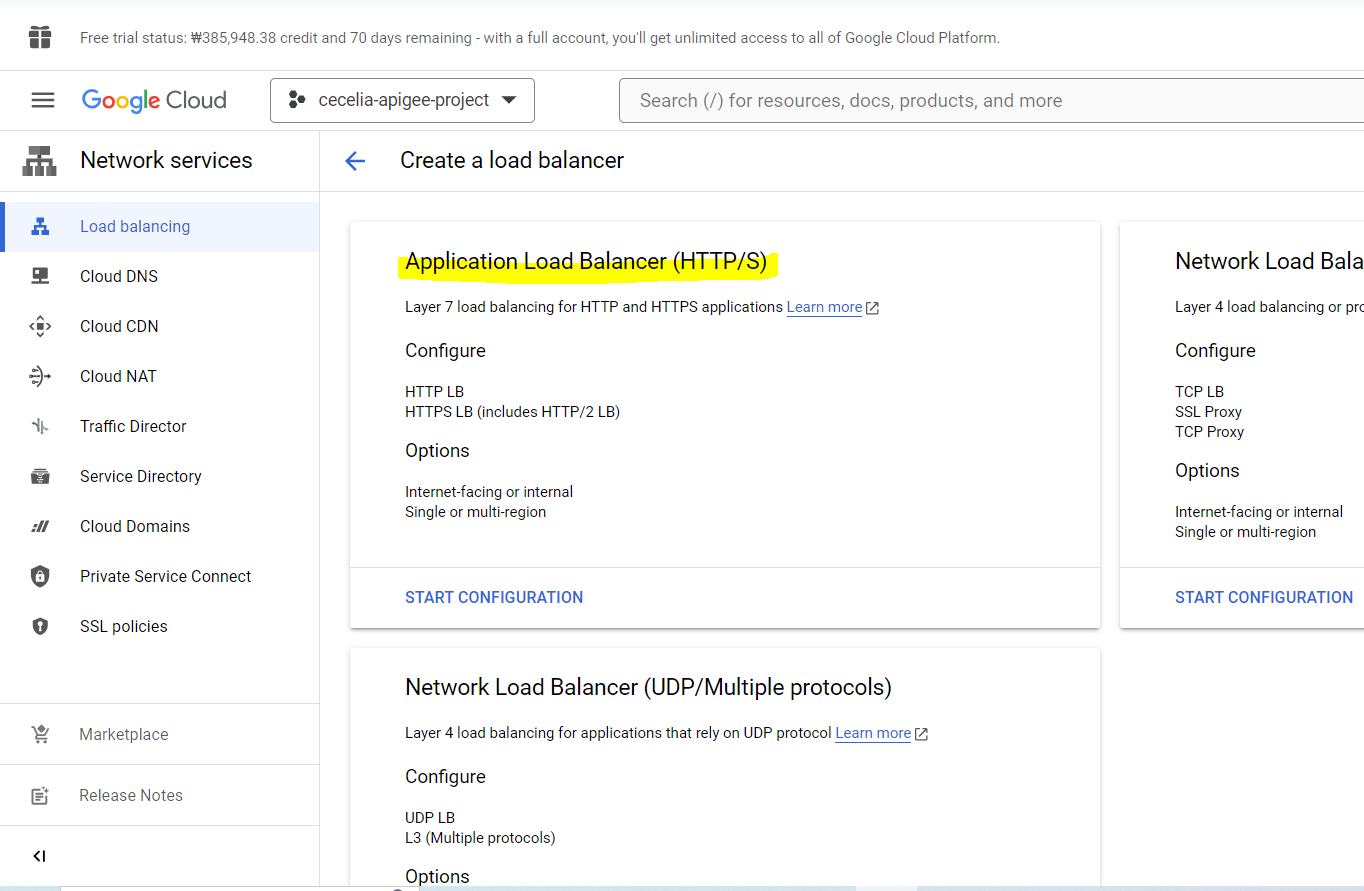 Free trial status: ₩385,948.38 credit and 70 days remaining - with a full account, you'll get unlimited access to all of Google Cloud Platform.
Google Cloud
cecelia-apigee-project
Search (/) for resources, docs, products, and more
Network services
Load balancing
Cloud DNS
Cloud CDN
Cloud NAT
Traffic Director
Service Directory
Cloud Domains
Private Service Connect
SSL policies
Marketplace
Release Notes
Create a load balancer
Application Load Balancer (HTTP/S)
Layer 7 load balancing for HTTP and HTTPS applications Learn more
Configure
HTTP LB
HTTPS LB (includes HTTP/2 LB)
Options
Internet-facing or internal
Single or multi-region
START CONFIGURATION
Network Load Bala
Layer 4 load balancing or pro
Configure
TCP LB
SSL Proxy
TCP Proxy
Options
Internet-facing or internal
Single or multi-region
START CONFIGURATION
Network Load Balancer (UDP/Multiple protocols)
Layer 4 load balancing for applications that rely on UDP protocol Learn more
Configure
UDP LB
L3 (Multiple protocols)
Options